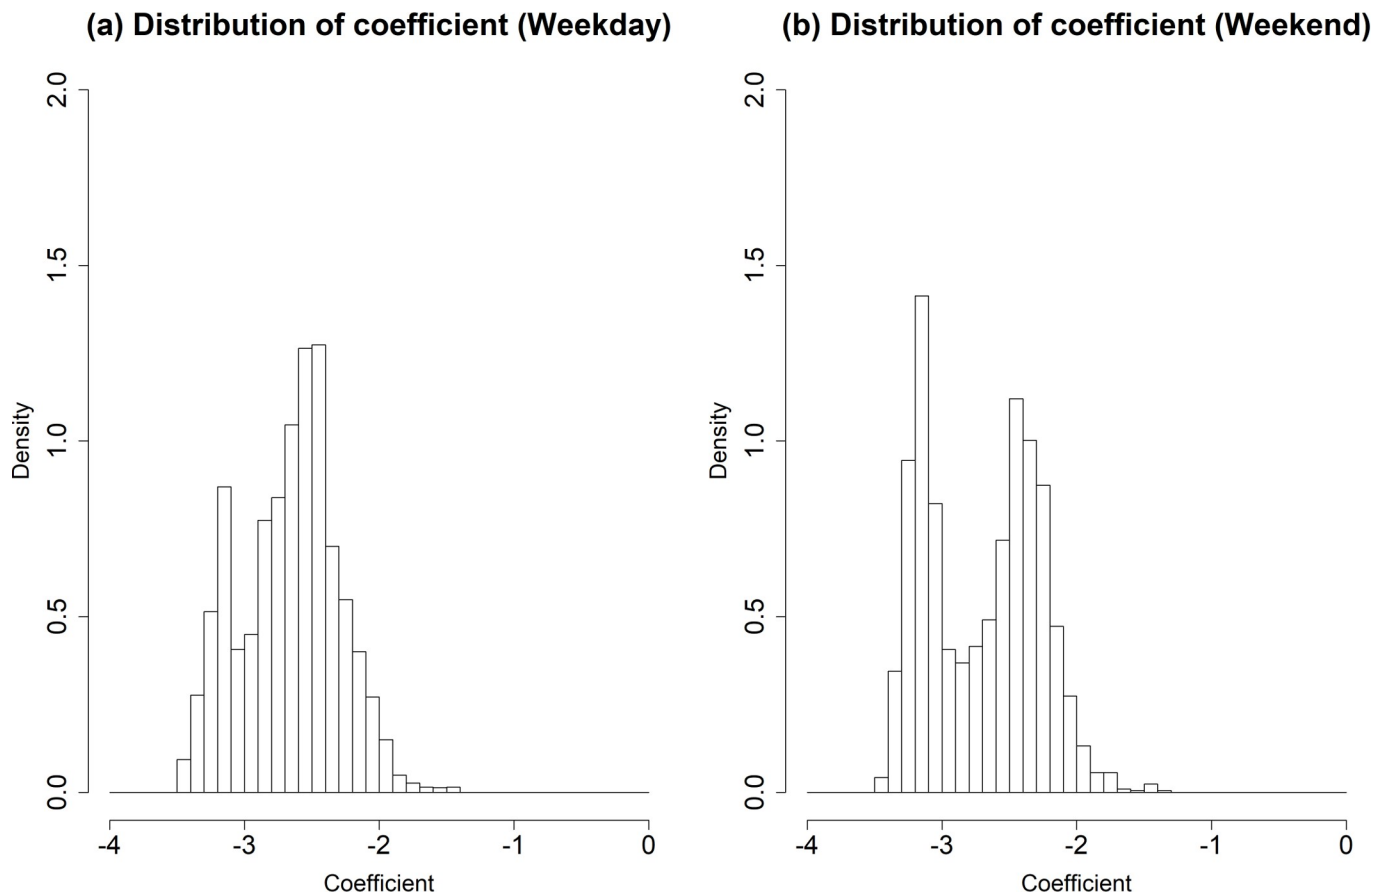 (a) Distribution of coefficient (Weekday)
2.0
1.5
1.0
0.5
0.0
Density
-4 -3 -2 -1 0
Coefficient
(b) Distribution of coefficient (Weekend)
2.0
1.5
1.0
0.5
0.0
Density
-4 -3 -2 -1 0
Coefficient